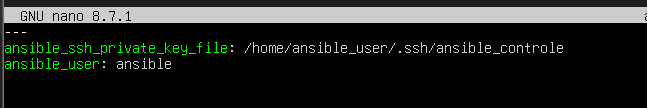 GNU nano 8.7.1
---
ansible_ssh_private_key_file: /home/ansible_user/.ssh/ansible_controle
ansible_user: ansible